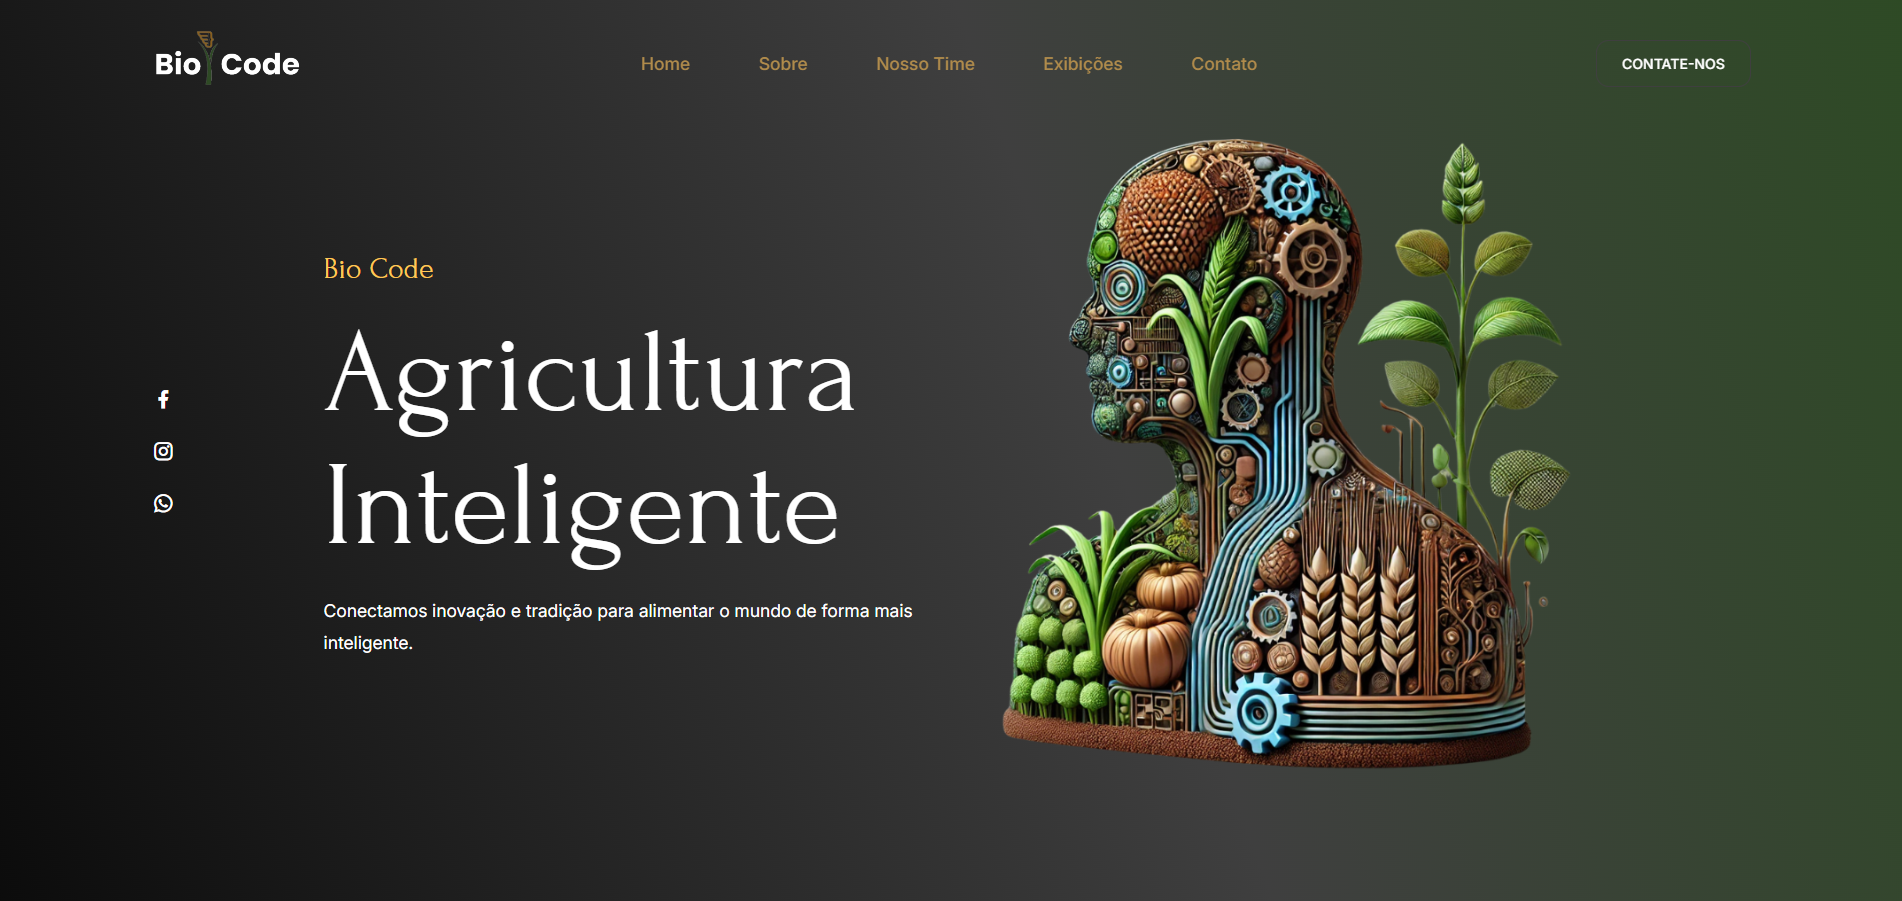 Bio Code
Home
Sobre
Nosso Time
Exibições
Contato
CONTATE-NOS
Bio Code
Agricultura
Inteligente
Conectamos inovação e tradição para alimentar o mundo de forma mais
inteligente.